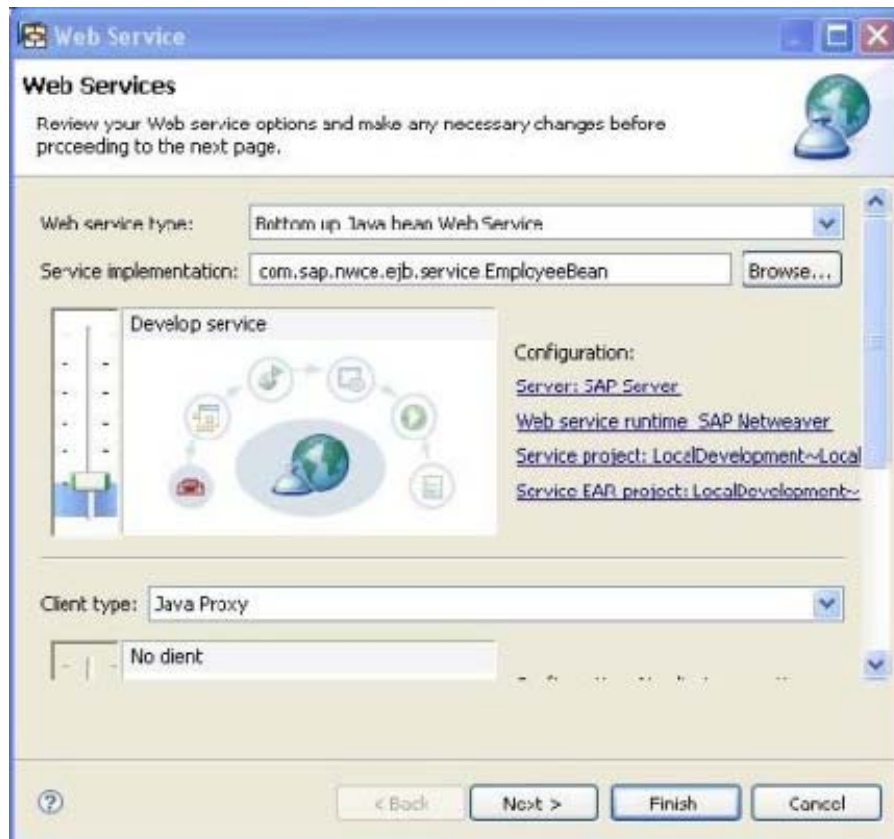 Web Service
Web Services
Review your Web service options and make any necessary changes before
proceeding to the next page.
Web service type: Bottom up Java bean Web Service
Service implementation: com.sap.nwce.ejb.service.EmployeeBean Browse...
Develop service
Configuration:
Server: SAP Server
Web service runtime: SAP Netweaver
Service project: LocalDevelopment~Local
Service EAR project: LocalDevelopment~
Client type: Java Proxy
No client
< Back Next > Finish Cancel